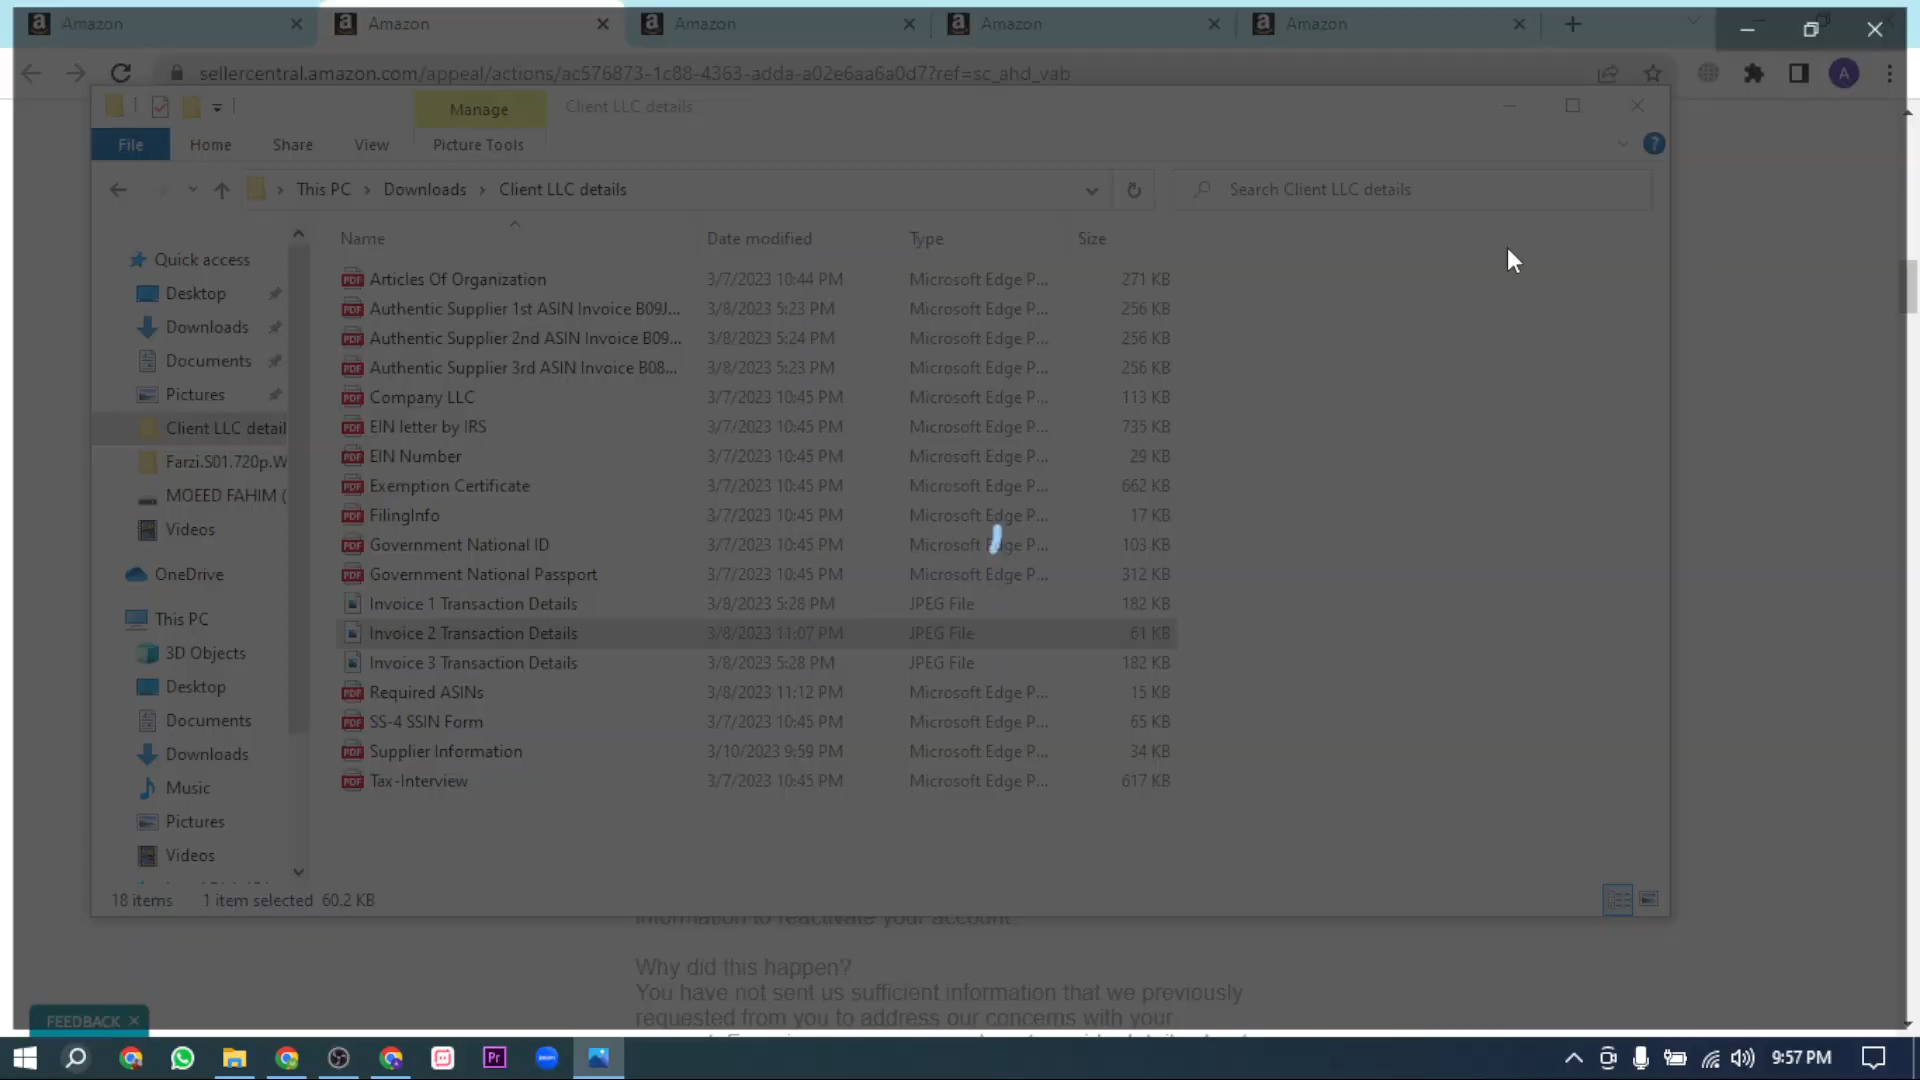 Amazon
Amazon
Amazon
Amazon
Amazon
sellercentral.amazon.com/appeal/actions/ac576873-1c88-4363-adda-a02e6aa6a0d7?ref=sc_ahd_vab
A
Manage
Client LLC details
File
Home
Share
View
Picture Tools
This PC
Downloads
Client LLC details
Search Client LLC details
Name
Date modified
Type
Size
Quick access
Desktop
Downloads
Documents
Pictures
Client LLC detail
Farzi.S01.720p.W
MOEED FAHIM (
Videos
OneDrive
This PC
3D Objects
Desktop
Documents
Downloads
Music
Pictures
Videos
Articles Of Organization 3/7/2023 10:44 PM Microsoft Edge P... 271 KB
Authentic Supplier 1st ASIN Invoice B09J... 3/8/2023 5:23 PM Microsoft Edge P... 256 KB
Authentic Supplier 2nd ASIN Invoice B09... 3/8/2023 5:24 PM Microsoft Edge P... 256 KB
Authentic Supplier 3rd ASIN Invoice B08... 3/8/2023 5:23 PM Microsoft Edge P... 256 KB
Company LLC 3/7/2023 10:45 PM Microsoft Edge P... 113 KB
EIN letter by IRS 3/7/2023 10:45 PM Microsoft Edge P... 735 KB
EIN Number 3/7/2023 10:45 PM Microsoft Edge P... 29 KB
Exemption Certificate 3/7/2023 10:45 PM Microsoft Edge P... 662 KB
FilingInfo 3/7/2023 10:45 PM Microsoft Edge P... 17 KB
Government National ID 3/7/2023 10:45 PM Microsoft Edge P... 103 KB
Government National Passport 3/7/2023 10:45 PM Microsoft Edge P... 312 KB
Invoice 1 Transaction Details 3/8/2023 5:28 PM JPEG File 182 KB
Invoice 2 Transaction Details 3/8/2023 11:07 PM JPEG File 61 KB
Invoice 3 Transaction Details 3/8/2023 5:28 PM JPEG File 182 KB
Required ASINs 3/8/2023 11:12 PM Microsoft Edge P... 15 KB
SS-4 SSIN Form 3/7/2023 10:45 PM Microsoft Edge P... 65 KB
Supplier Information 3/10/2023 9:59 PM Microsoft Edge P... 34 KB
Tax-Interview 3/7/2023 10:45 PM Microsoft Edge P... 617 KB
18 items 1 item selected 60.2 KB
information to reactivate your account.
Why did this happen?
You have not sent us sufficient information that we previously
requested from you to address our concerns with your
FEEDBACK
Pr
zoom
9:57 PM